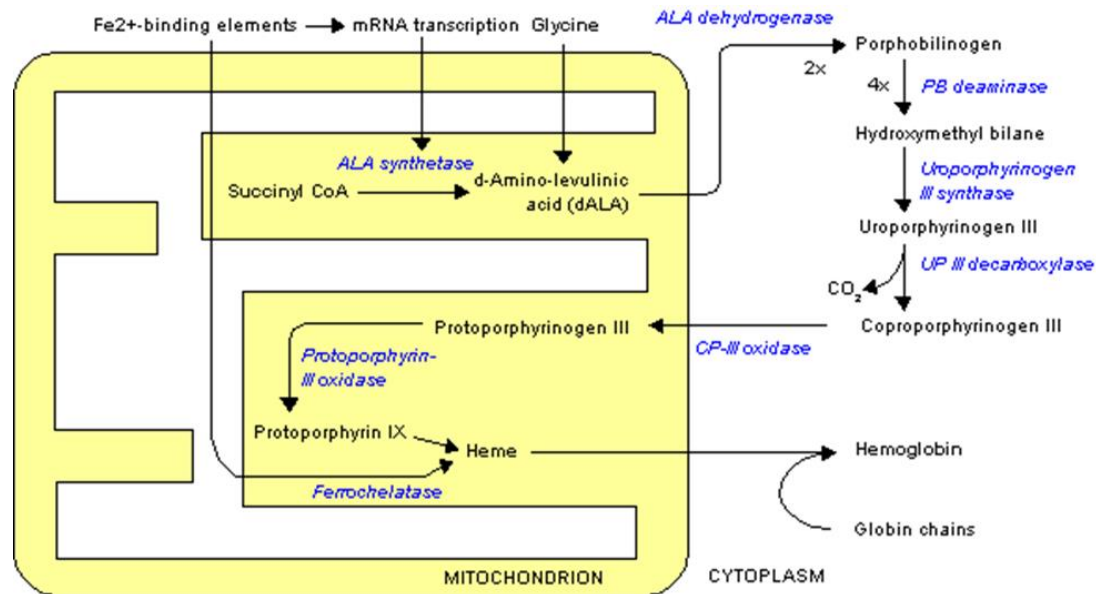 ALA dehydrogenase
Fe2+-binding elements
mRNA transcription
Glycine
Porphobilinogen
2x
4x
PB deaminase
Hydroxymethyl bilane
ALA synthetase
Succinyl CoA
d-Amino-levulinic
acid (dALA)
Uroporphyrinogen
III synthase
Uroporphyrinogen III
UP III decarboxylase
CO₂
Protoporphyrinogen III
Coproporphyrinogen III
CP-III oxidase
Protoporphyrin-
III oxidase
Protoporphyrin IX
Heme
Hemoglobin
Ferrochelatase
Globin chains
MITOCHONDRION
CYTOPLASM